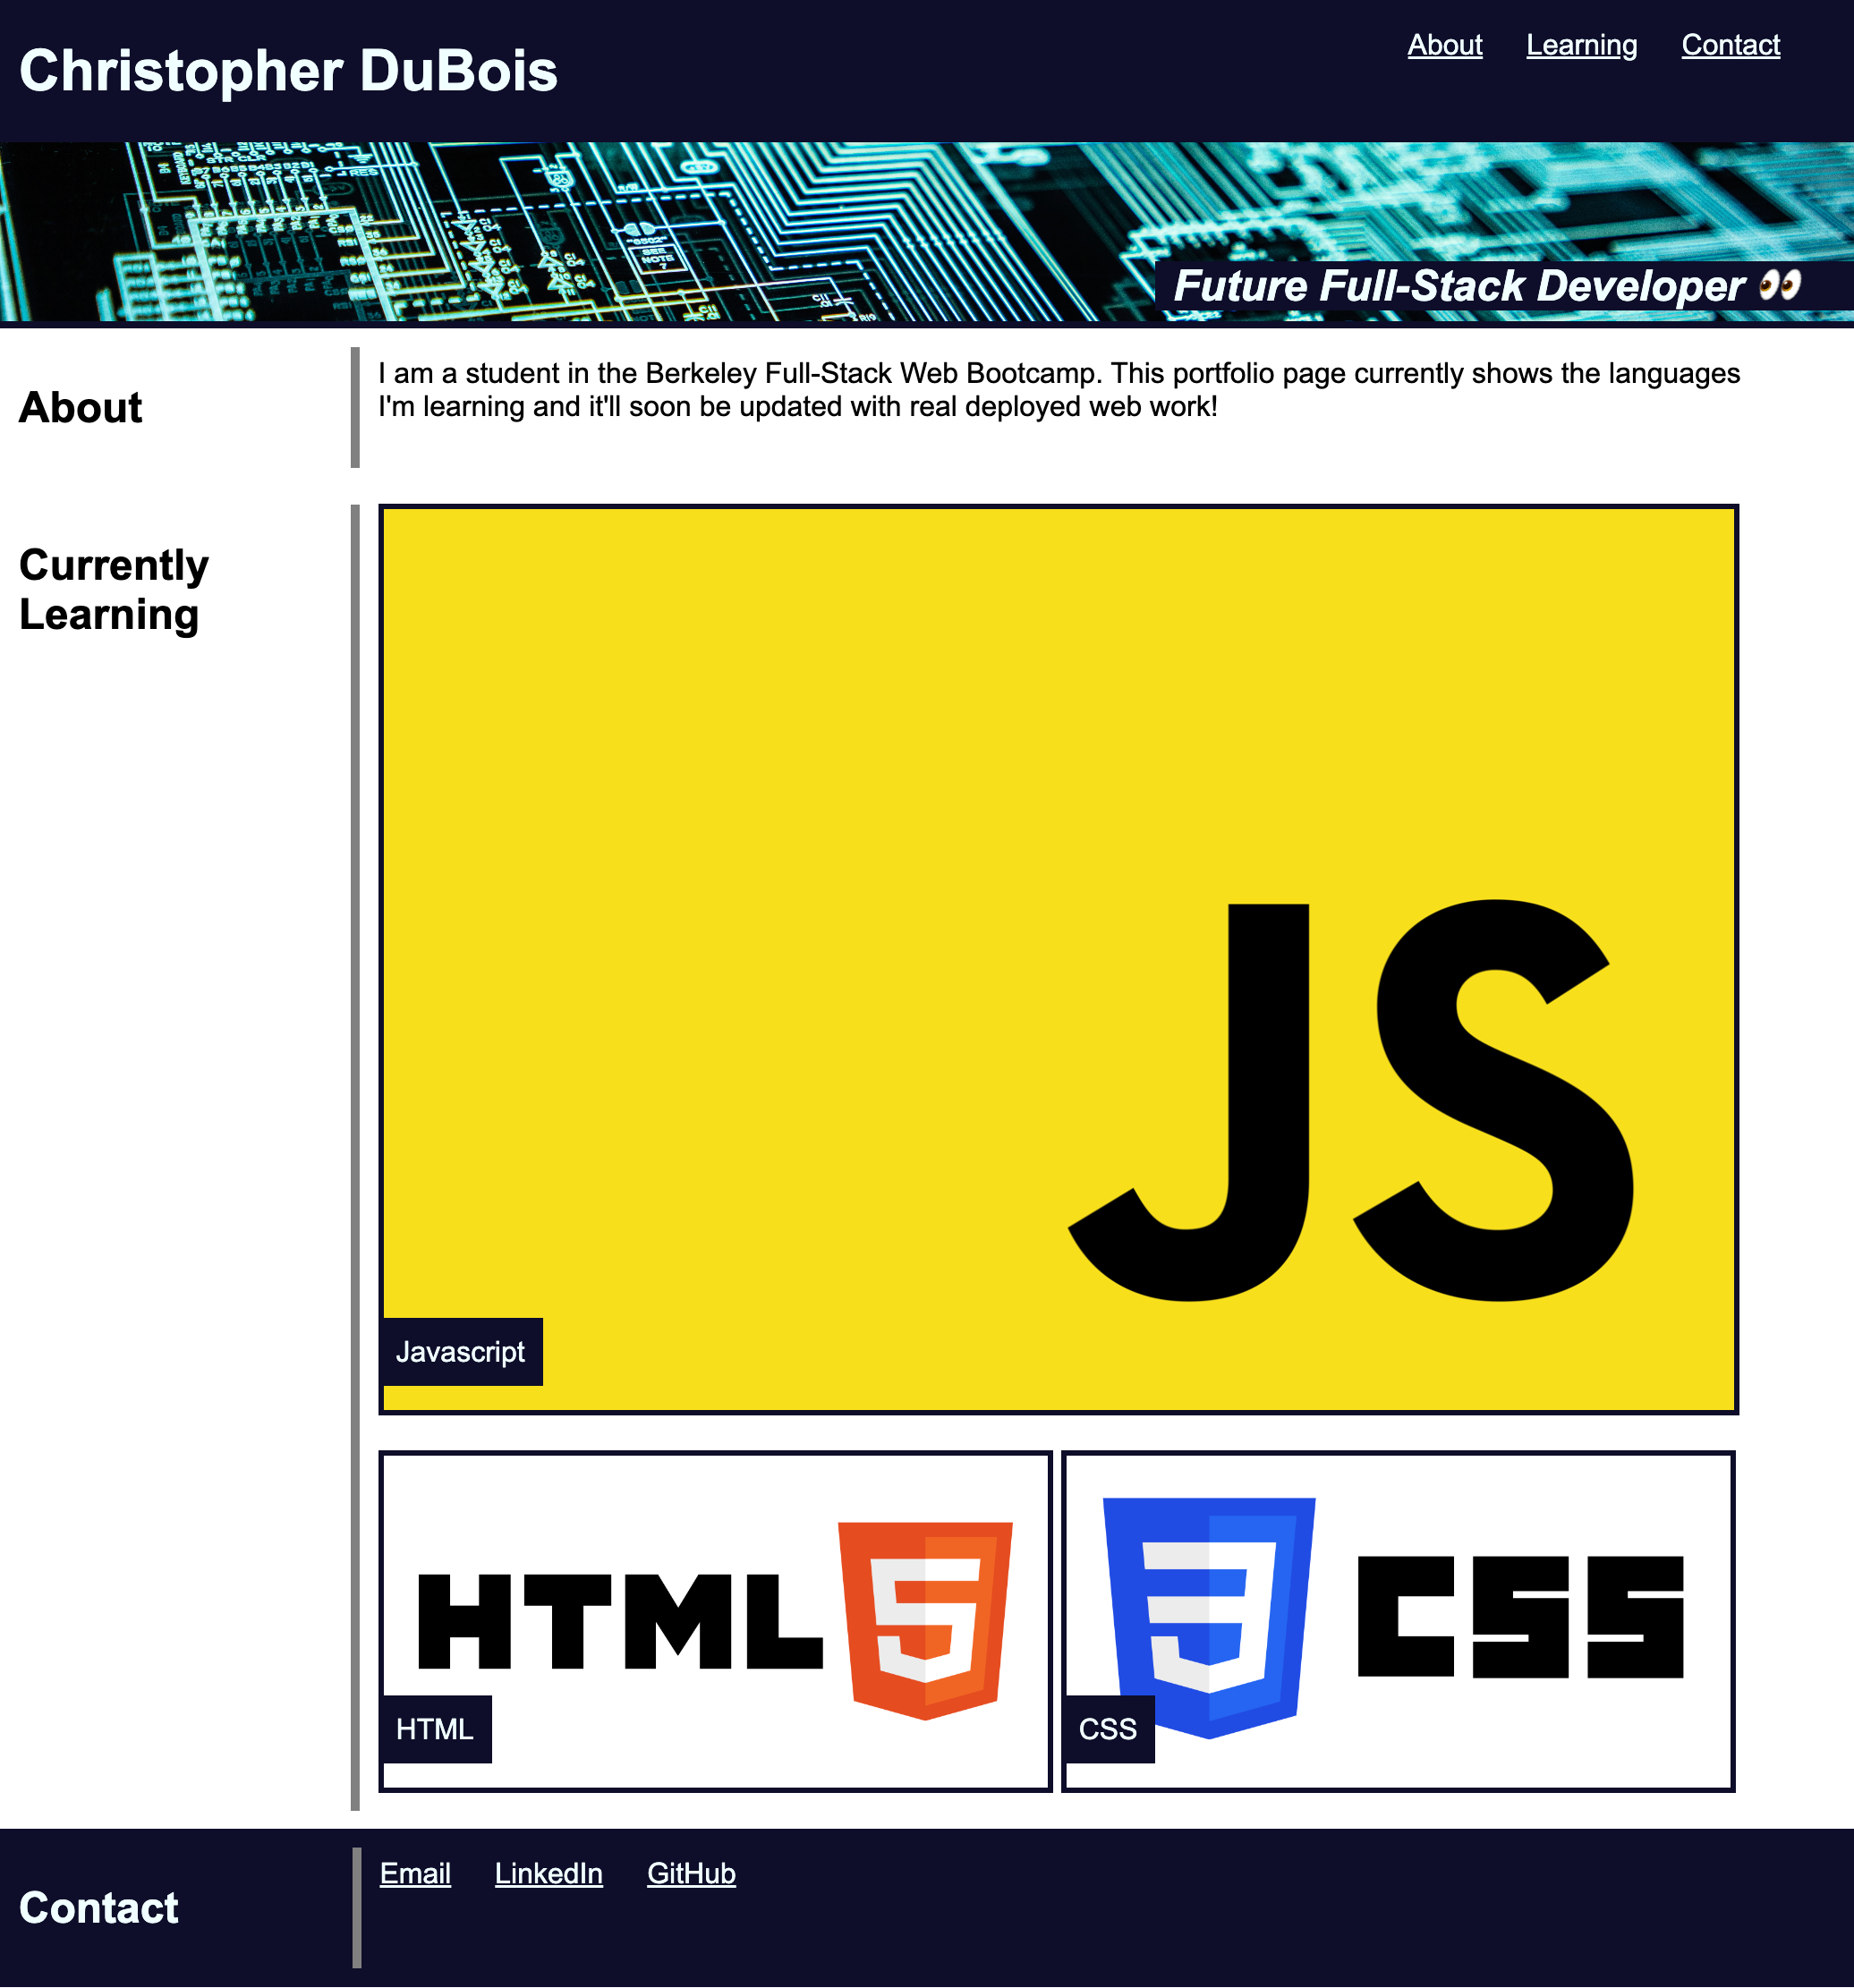 Christopher DuBois
About Learning Contact
Future Full-Stack Developer 👀
About
I am a student in the Berkeley Full-Stack Web Bootcamp. This portfolio page currently shows the languages
I'm learning and it'll soon be updated with real deployed web work!
Currently
Learning
JS
Javascript
HTML
HTML
CSS
CSS
Contact
Email LinkedIn GitHub